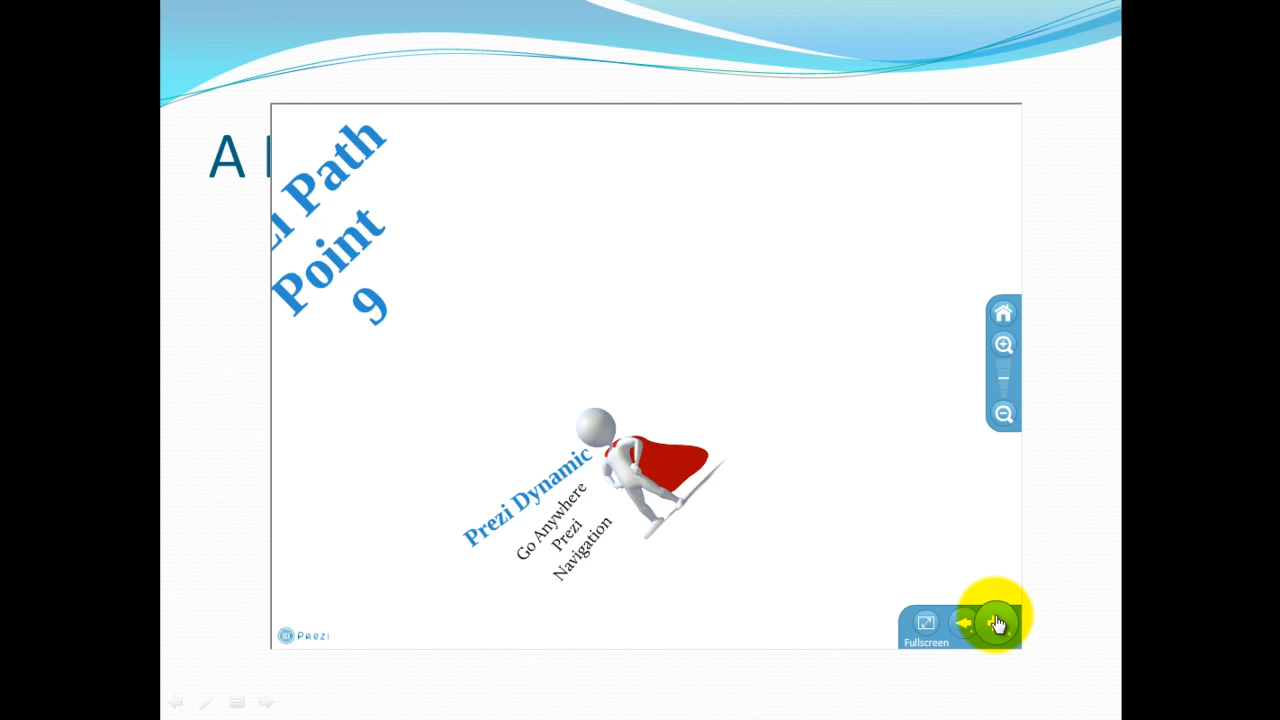 A
Path
Point
9
Prezi Dynamic
Go Anywhere
Prezi
Navigation
Prezi
Fullscreen